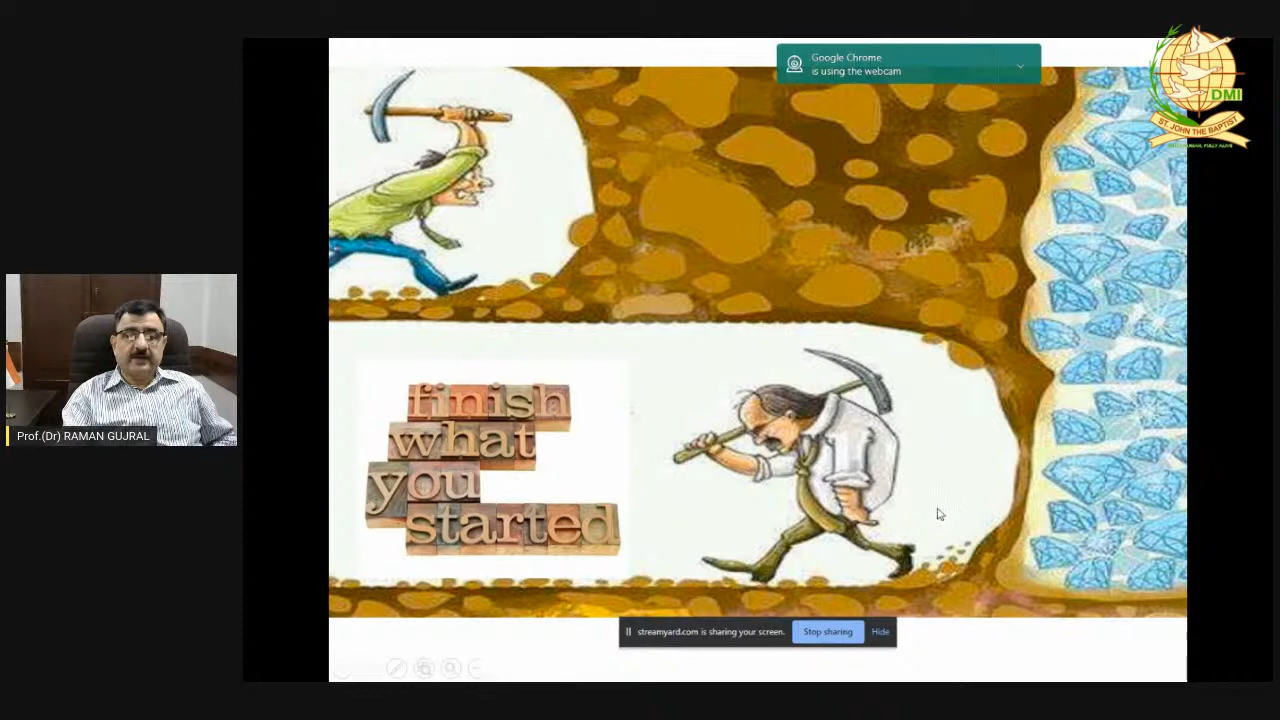 Google Chrome
is using the webcam
DMI
ST. JOHN THE BAPTIST
finish
what
you
started
Prof.(Dr) RAMAN GUJRAL
streamyard.com is sharing your screen.
Stop sharing
Hide